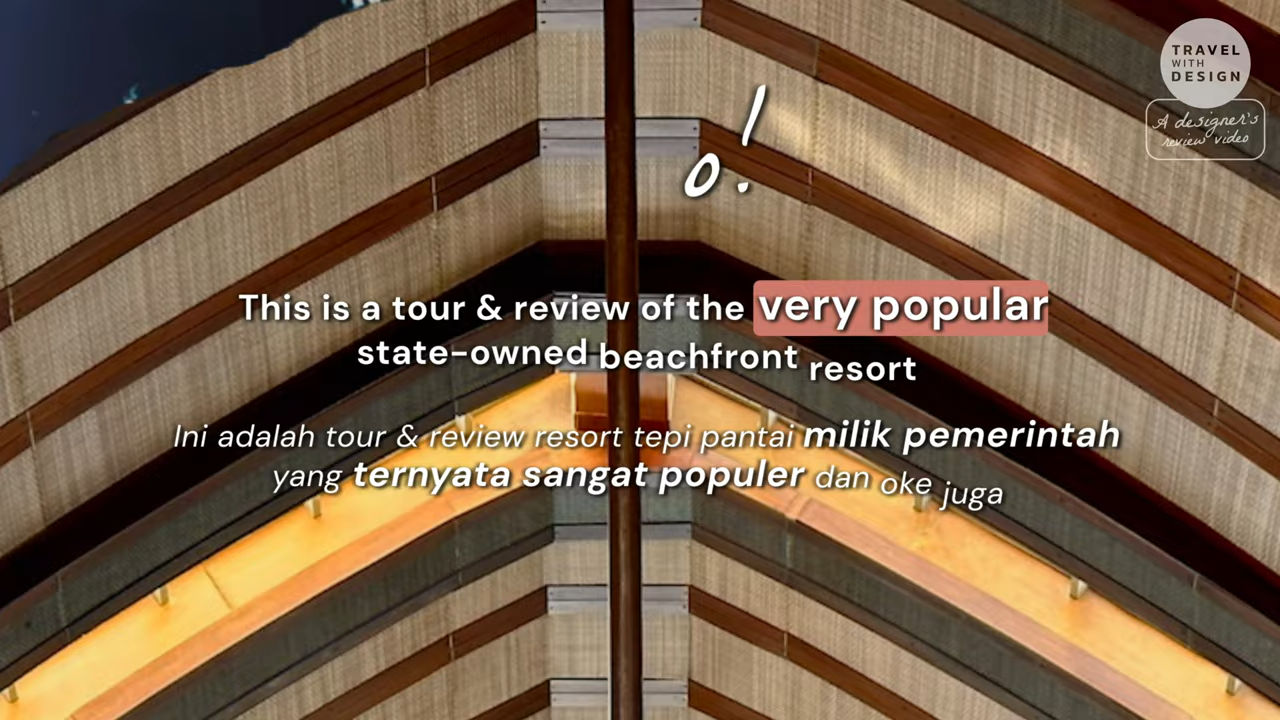 TRAVEL
WITH
DESIGN
A designer's
review video
o!
This is a tour & review of the very popular
state-owned beachfront resort
Ini adalah tour & review resort tepi pantai milik pemerintah
yang ternyata sangat populer dan oke juga